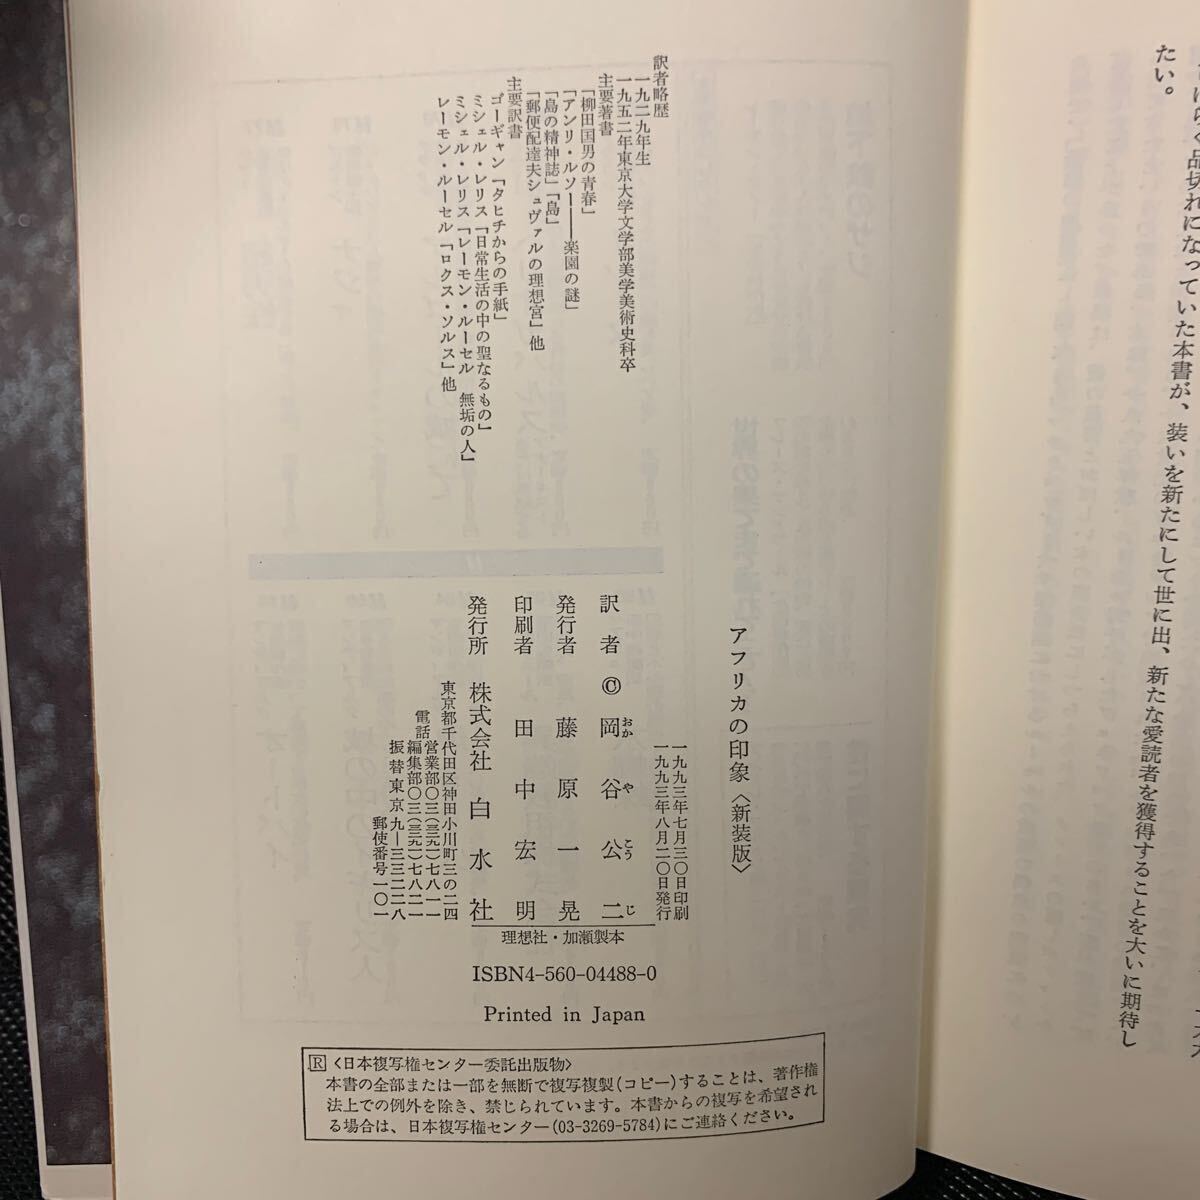 たい。
しばらく品切れになっていた本書が、装いを新たにして世に出、新たな愛読者を獲得することを大いに期待し
訳者略歴
一九二九年生
一九五二年東京大学文学部美学美術史科卒
主要著書
「柳田国男の青春」
「アンリ・ルソー――楽園の謎」
「島の精神誌」「島」
「郵便配達夫シュヴァルの理想宮」他
主要訳書
ゴーギャン「タヒチからの手紙」
ミシェル・レリス「日常生活の中の聖なるもの」
ミシェル・レリス「レーモン・ルーセル 無垢の人」
レーモン・ルーセル「ロクス・ソルス」他
アフリカの印象〈新装版〉
一九九三年七月三〇日印刷
一九九三年八月二〇日発行
訳者 © 岡谷公二
おかやこうじ
発行者 藤原一晃
印刷者 田中宏明
発行所 株式会社白水社
東京都千代田区神田小川町三の二四
電話 営業部〇三(三二九一)七八一一
編集部〇三(三二九一)七八二一
振替東京九―三三二二八
郵便番号一〇一
理想社・加瀬製本
ISBN4-560-04488-0
Printed in Japan
R〈日本複写権センター委託出版物〉
本書の全部または一部を無断で複写複製(コピー)することは、著作権
法上での例外を除き、禁じられています。本書からの複写を希望され
る場合は、日本複写権センター(03-3269-5784)にご連絡ください。